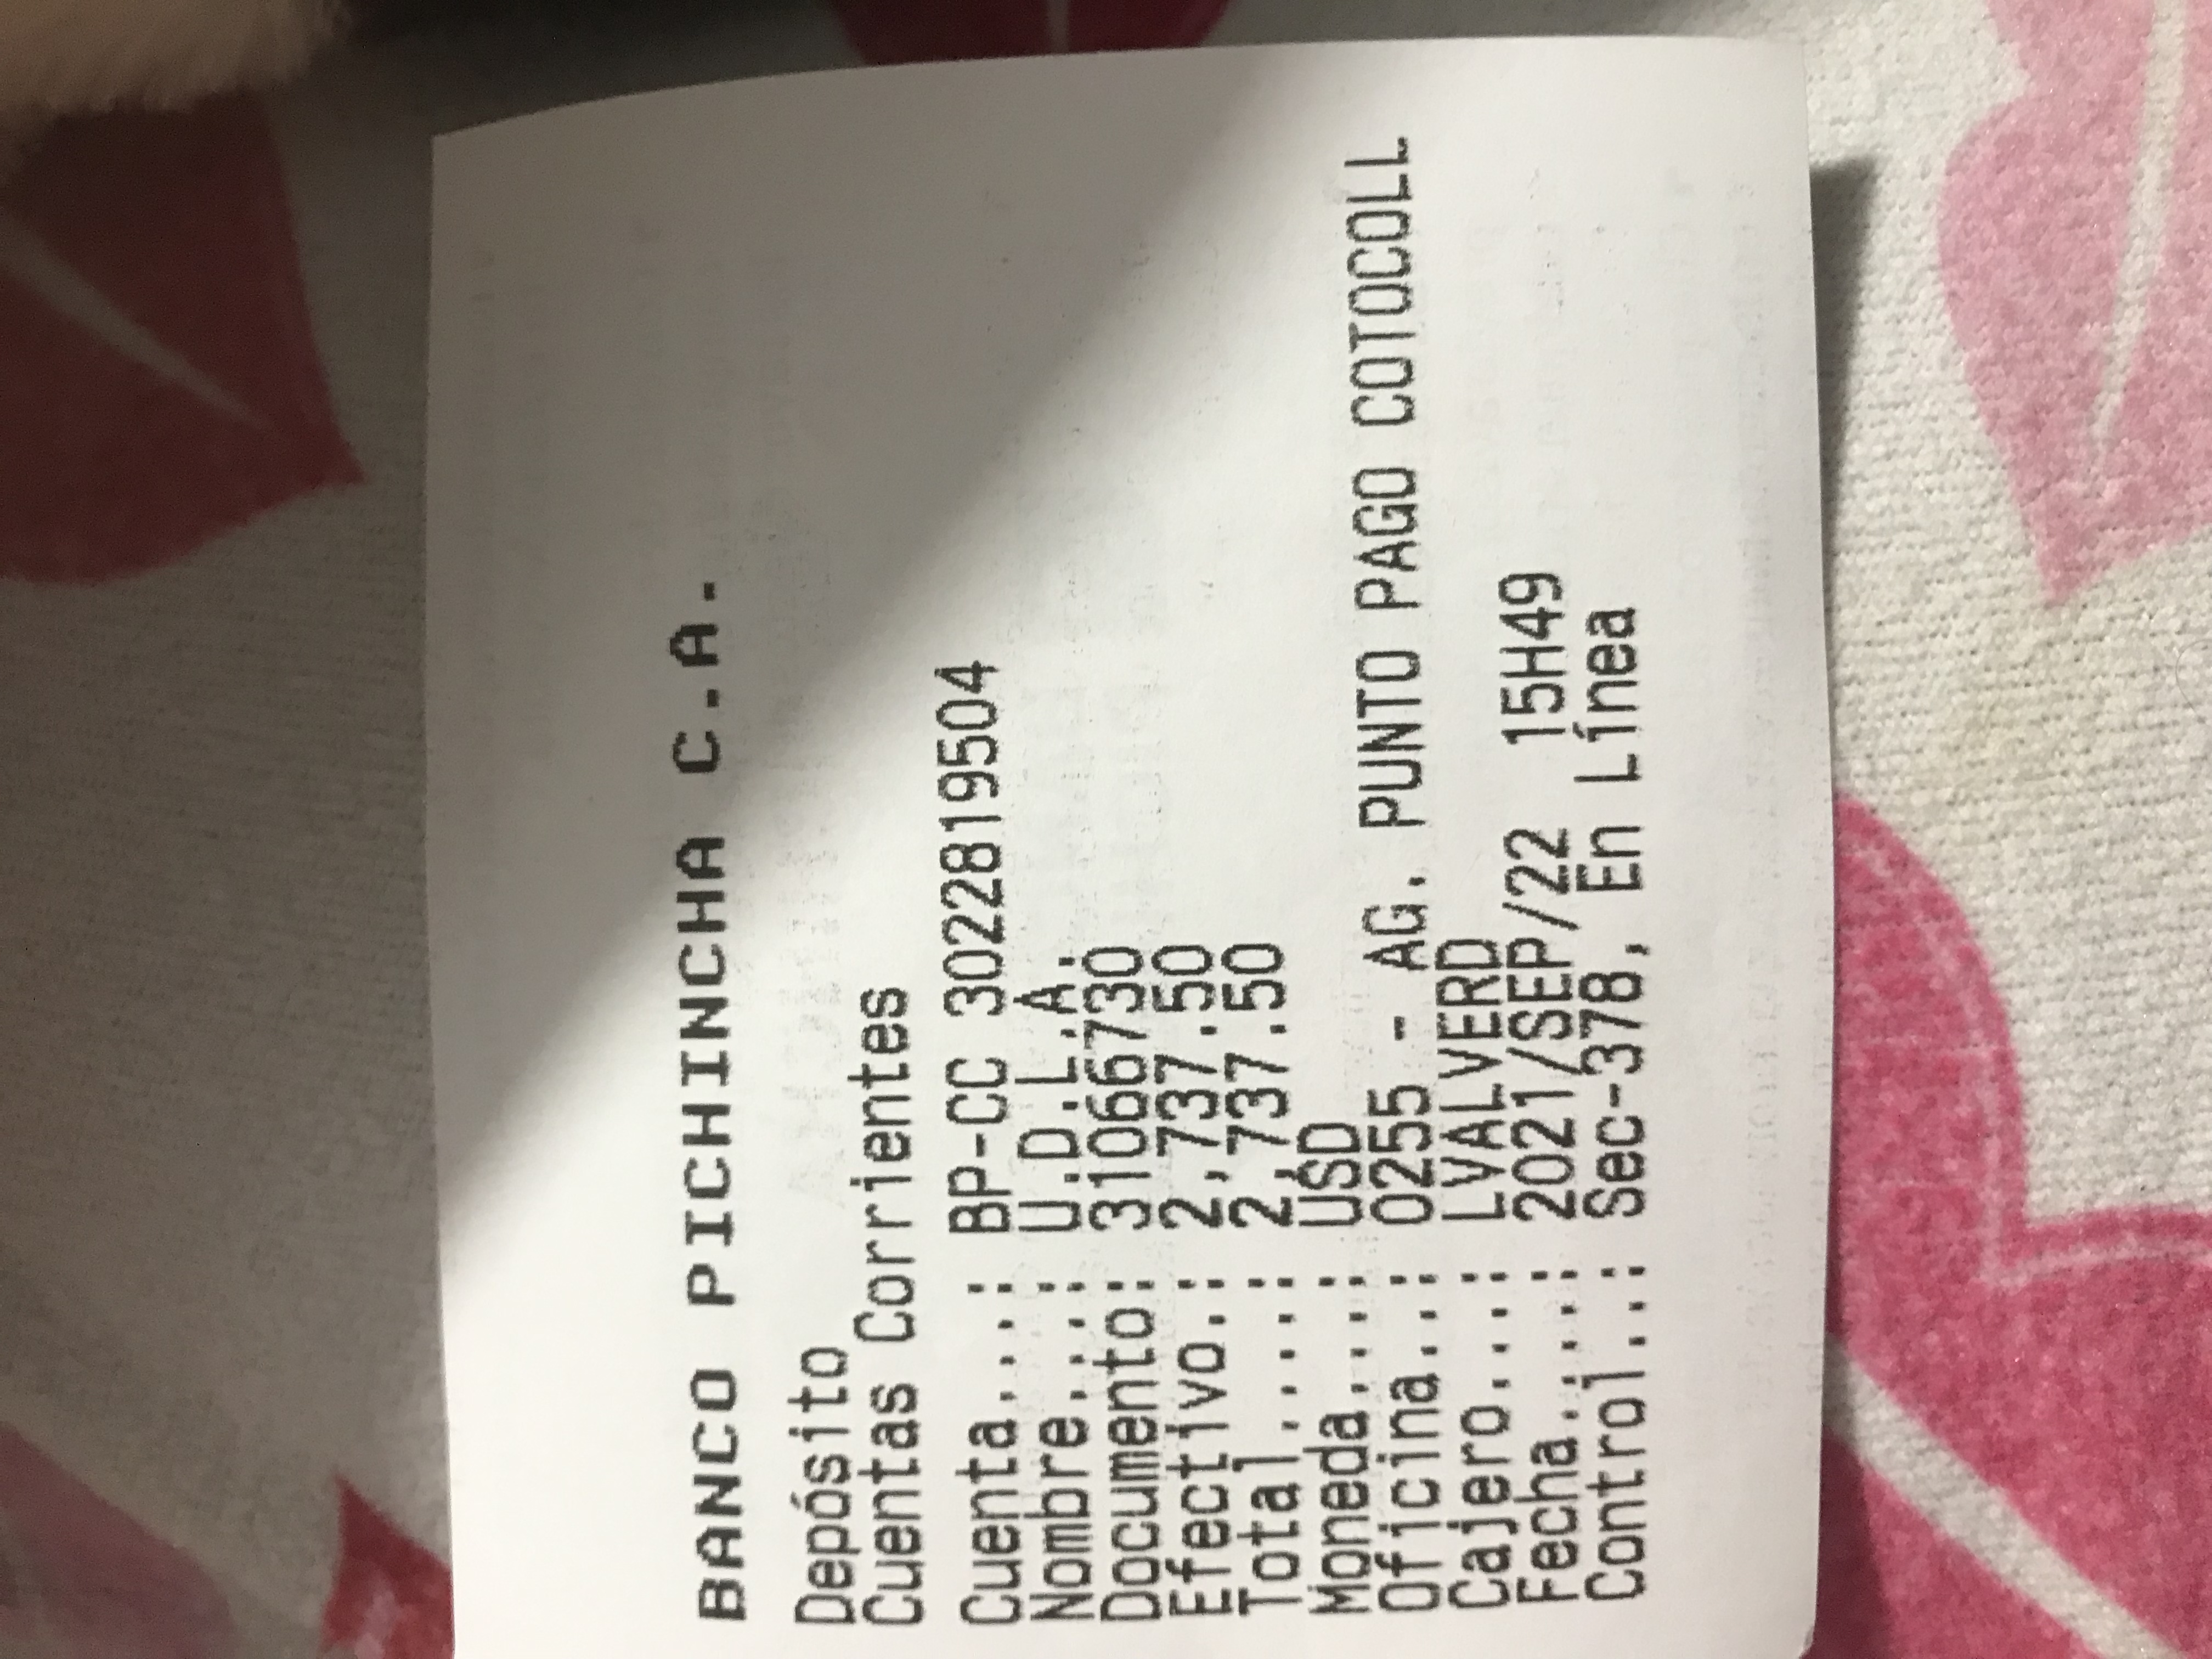 BANCO PICHINCHA C.A.
Depósito
Cuentas Corrientes
Cuenta....: BP-CC 3022819504
Nombre....: U.D.L.A.
Documento: 310667730
Efectivo.: 2,737.50
Total.....: 2,737.50
Moneda....: USD
Oficina...: 0255 - AG. PUNTO PAGO COTOCOLL
Cajero....: LVALVERD
Fecha.....: 2021/SEP/22 15H49
Control...: Sec-378, En Línea